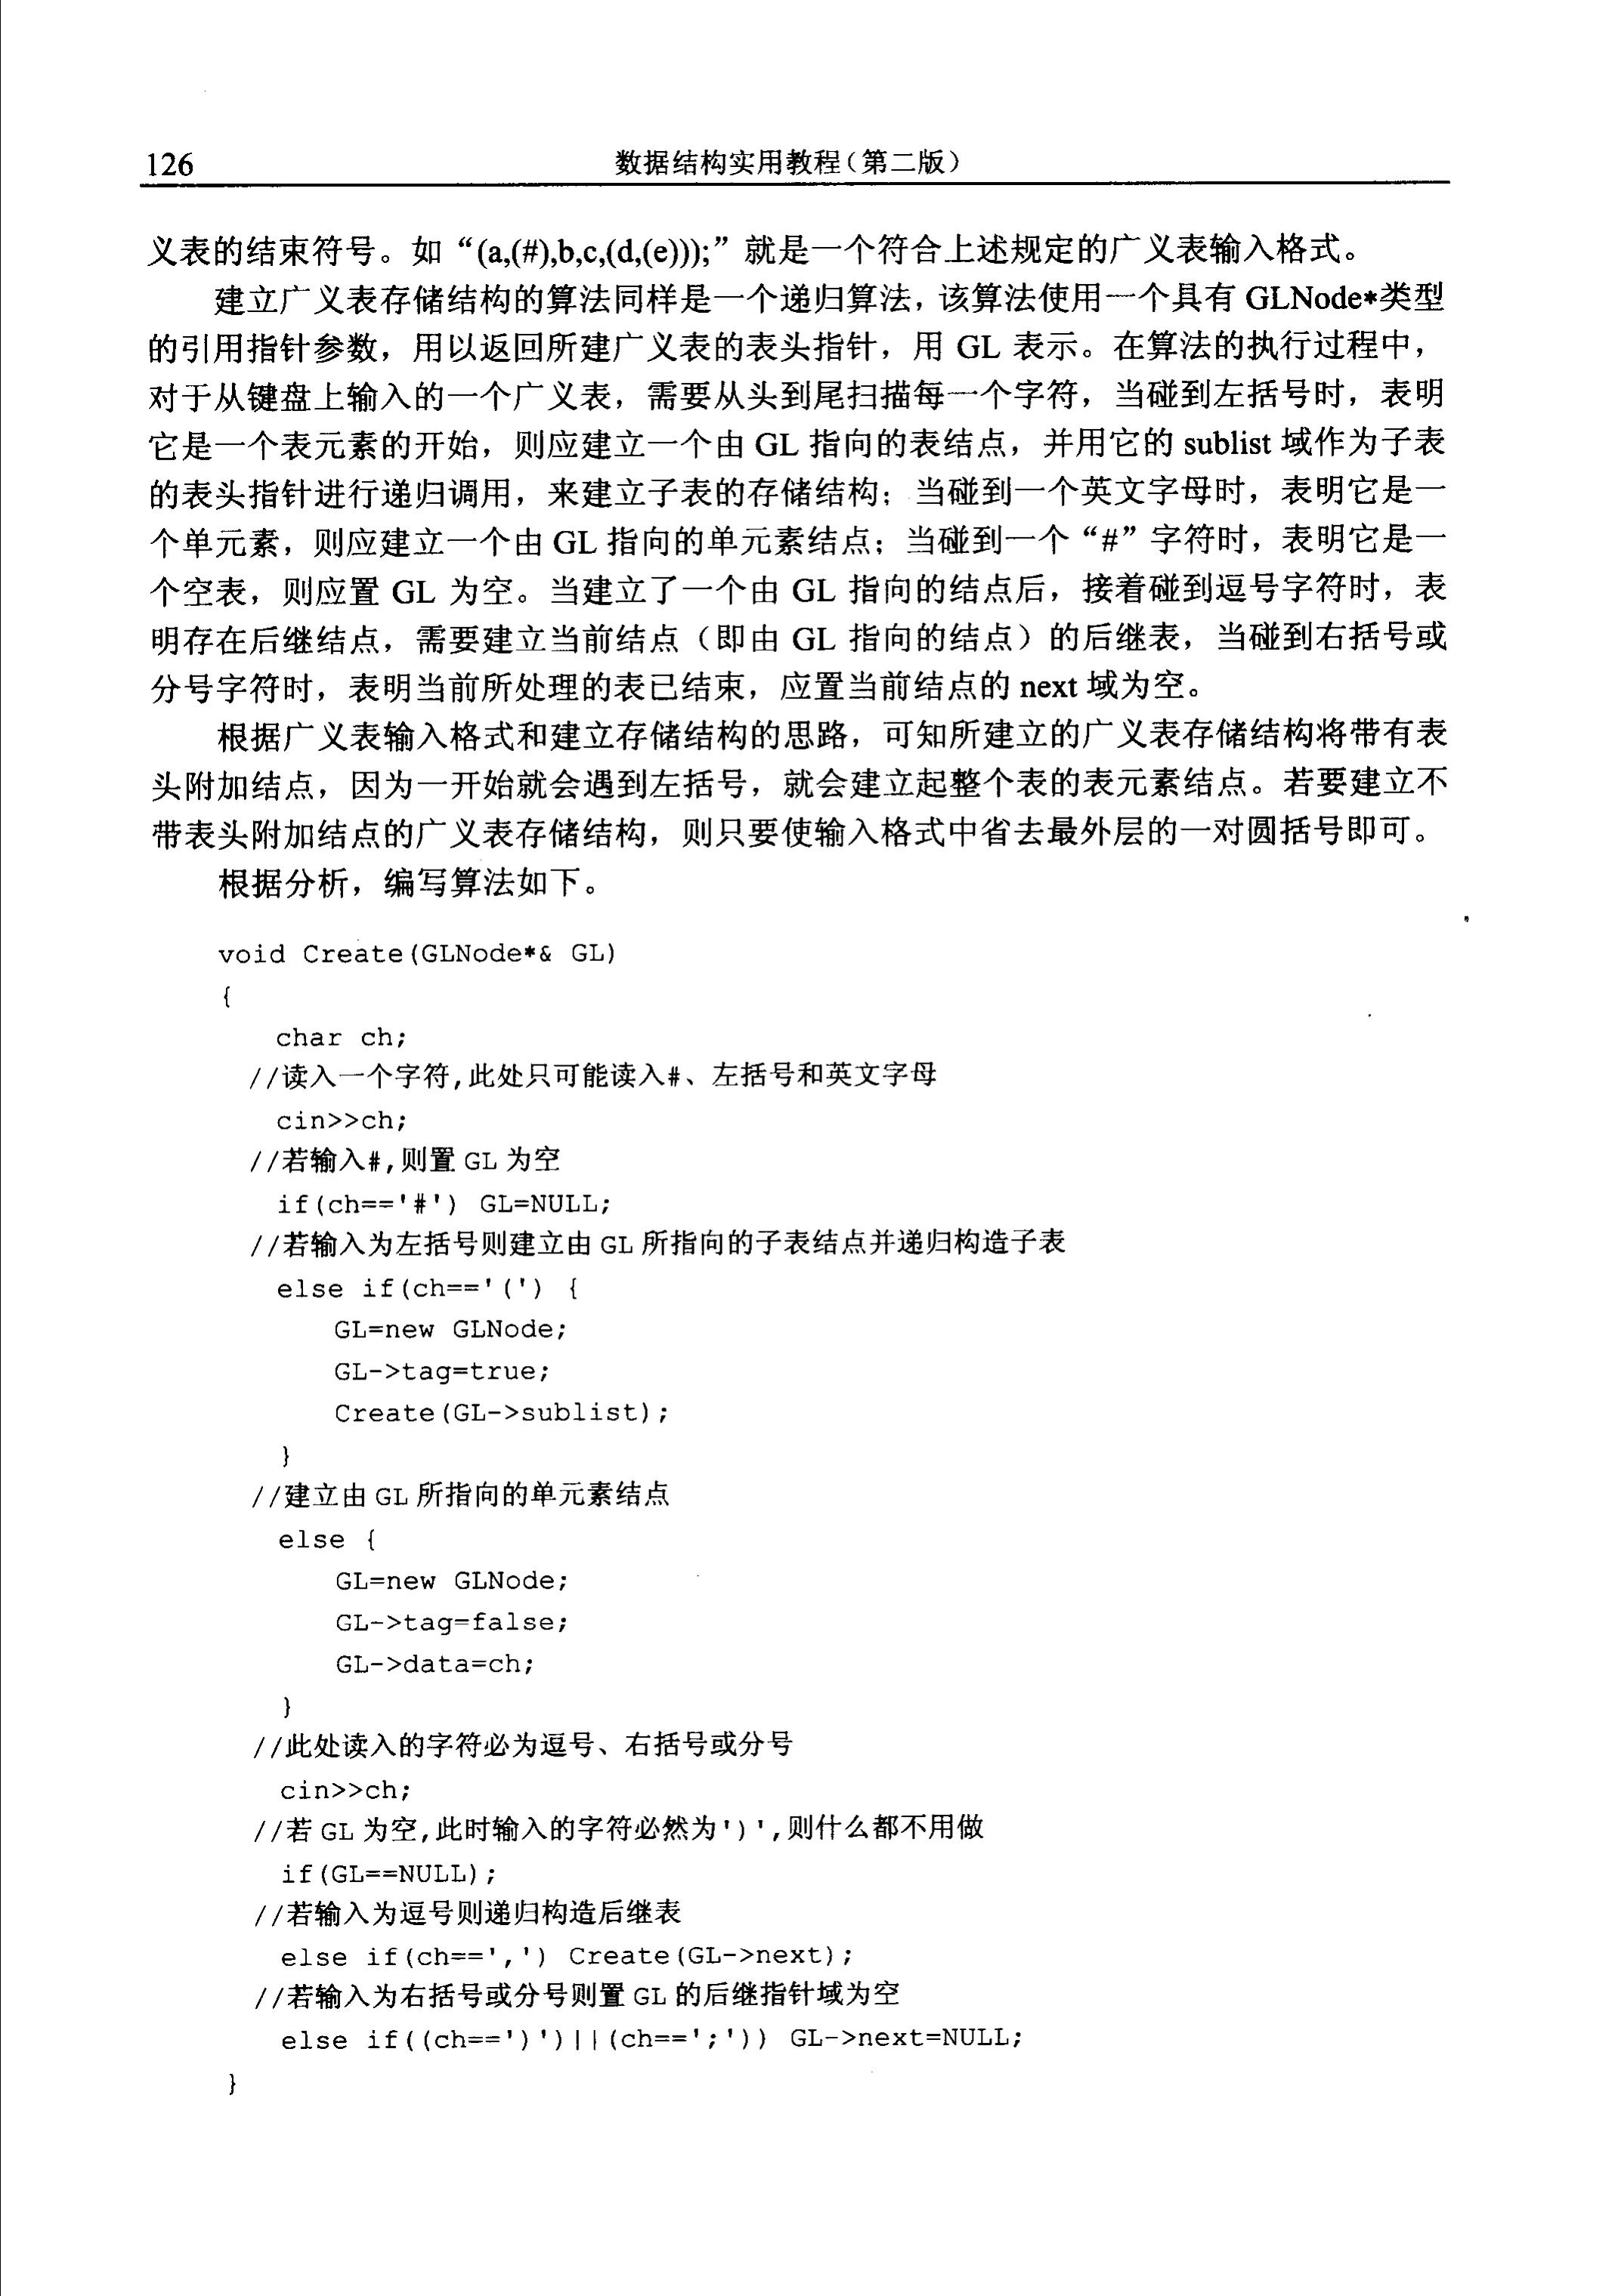 126
数据结构实用教程(第二版)
义表的结束符号。如“(a,(#),b,c,(d,(e)));”就是一个符合上述规定的广义表输入格式。
建立广义表存储结构的算法同样是一个递归算法，该算法使用一个具有 GLNode*类型
的引用指针参数，用以返回所建广义表的表头指针，用 GL 表示。在算法的执行过程中，
对于从键盘上输入的一个广义表，需要从头到尾扫描每一个字符，当碰到左括号时，表明
它是一个表元素的开始，则应建立一个由 GL 指向的表结点，并用它的 sublist 域作为子表
的表头指针进行递归调用，来建立子表的存储结构；当碰到一个英文字母时，表明它是一
个单元素，则应建立一个由 GL 指向的单元素结点；当碰到一个“#”字符时，表明它是一
个空表，则应置 GL 为空。当建立了一个由 GL 指向的结点后，接着碰到逗号字符时，表
明存在后继结点，需要建立当前结点（即由 GL 指向的结点）的后继表，当碰到右括号或
分号字符时，表明当前所处理的表已结束，应置当前结点的 next 域为空。
根据广义表输入格式和建立存储结构的思路，可知所建立的广义表存储结构将带有表
头附加结点，因为一开始就会遇到左括号，就会建立起整个表的表元素结点。若要建立不
带表头附加结点的广义表存储结构，则只要使输入格式中省去最外层的一对圆括号即可。
根据分析，编写算法如下。
void Create(GLNode*& GL)
{
char ch;
//读入一个字符,此处只可能读入#、左括号和英文字母
cin>>ch;
//若输入#,则置 GL 为空
if(ch=='#') GL=NULL;
//若输入为左括号则建立由 GL 所指向的子表结点并递归构造子表
else if(ch=='(') {
GL=new GLNode;
GL->tag=true;
Create(GL->sublist);
}
//建立由 GL 所指向的单元素结点
else {
GL=new GLNode;
GL->tag=false;
GL->data=ch;
}
//此处读入的字符必为逗号、右括号或分号
cin>>ch;
//若 GL 为空,此时输入的字符必然为')',则什么都不用做
if(GL==NULL);
//若输入为逗号则递归构造后继表
else if(ch==',') Create(GL->next);
//若输入为右括号或分号则置 GL 的后继指针域为空
else if((ch==')')||(ch==';')) GL->next=NULL;
}